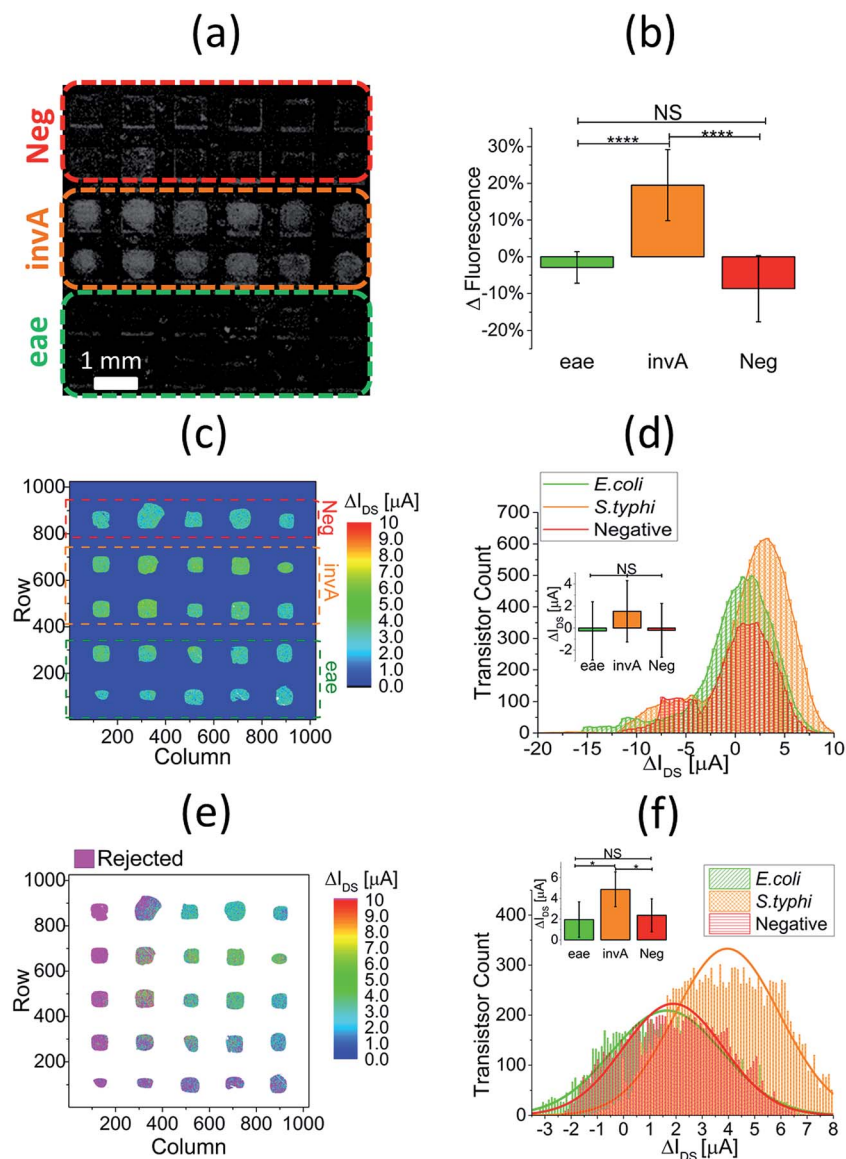 (a)
Neg
invA
eae
1 mm
(b)
NS
**** ****
30%
20%
10%
0%
-10%
-20%
Δ Fluorescence
eae invA Neg
(c)
1000
800
600
400
200
Row
200 400 600 800 1000
Column
Neg
invA
eae
ΔI_DS [μA]
10
9.0
8.0
7.0
6.0
5.0
4.0
3.0
2.0
1.0
0.0
(d)
E.coli
S.typhi
Negative
700
600
500
400
300
200
100
0
Transistor Count
-20 -15 -10 -5 0 5 10
ΔI_DS [μA]
NS
4
2
0
-2
ΔI_DS [μA]
eae invA Neg
(e)
Rejected
1000
800
600
400
200
Row
200 400 600 800 1000
Column
ΔI_DS [μA]
10
9.0
8.0
7.0
6.0
5.0
4.0
3.0
2.0
1.0
0.0
(f)
NS
* *
6
4
2
0
ΔI_DS [μA]
eae invA Neg
E.coli
S.typhi
Negative
400
300
200
100
0
Transistsor Count
-3 -2 -1 0 1 2 3 4 5 6 7 8
ΔI_DS [μA]